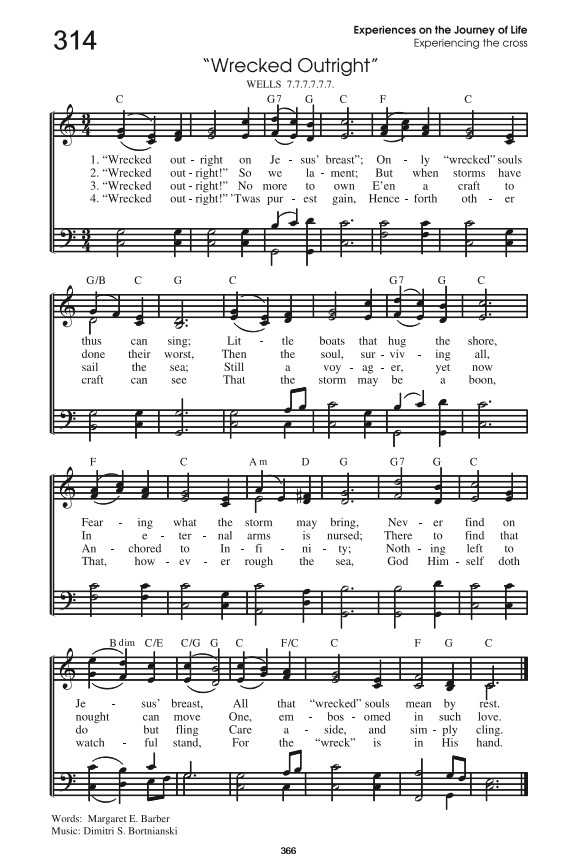 314
Experiences on the Journey of Life
Experiencing the cross
“Wrecked Outright”
WELLS 7.7.7.7.7.7.
C G7 G C F C
1. “Wrecked out - right on Je - sus’ breast”; On - ly “wrecked” souls
2. “Wrecked out - right!” So we la - ment; But when storms have
3. “Wrecked out - right!” No more to own E’en a craft to
4. “Wrecked out - right!” ’Twas pur - est gain, Hence - forth oth - er
G/B C G C G7 G C
thus can sing; Lit - tle boats that hug the shore,
done their worst, Then the soul, sur - viv - ing all,
sail the sea; Still a voy - ag - er, yet now
craft can see That the storm may be a boon,
F C Am D G G7 G C
Fear - ing what the storm may bring, Nev - er find on
In e - ter - nal arms is nursed; There to find that
An - chored to In - fi - ni - ty; Noth - ing left to
That, how - ev - er rough the sea, God Him - self doth
B dim C/E C/G G C F/C C F G C
Je - sus’ breast, All that “wrecked” souls mean by rest.
nought can move One, em - bos - omed in such love.
do but fling Care a - side, and sim - ply cling.
watch - ful stand, For the “wreck” is in His hand.
Words: Margaret E. Barber
Music: Dimitri S. Bortnianski
366